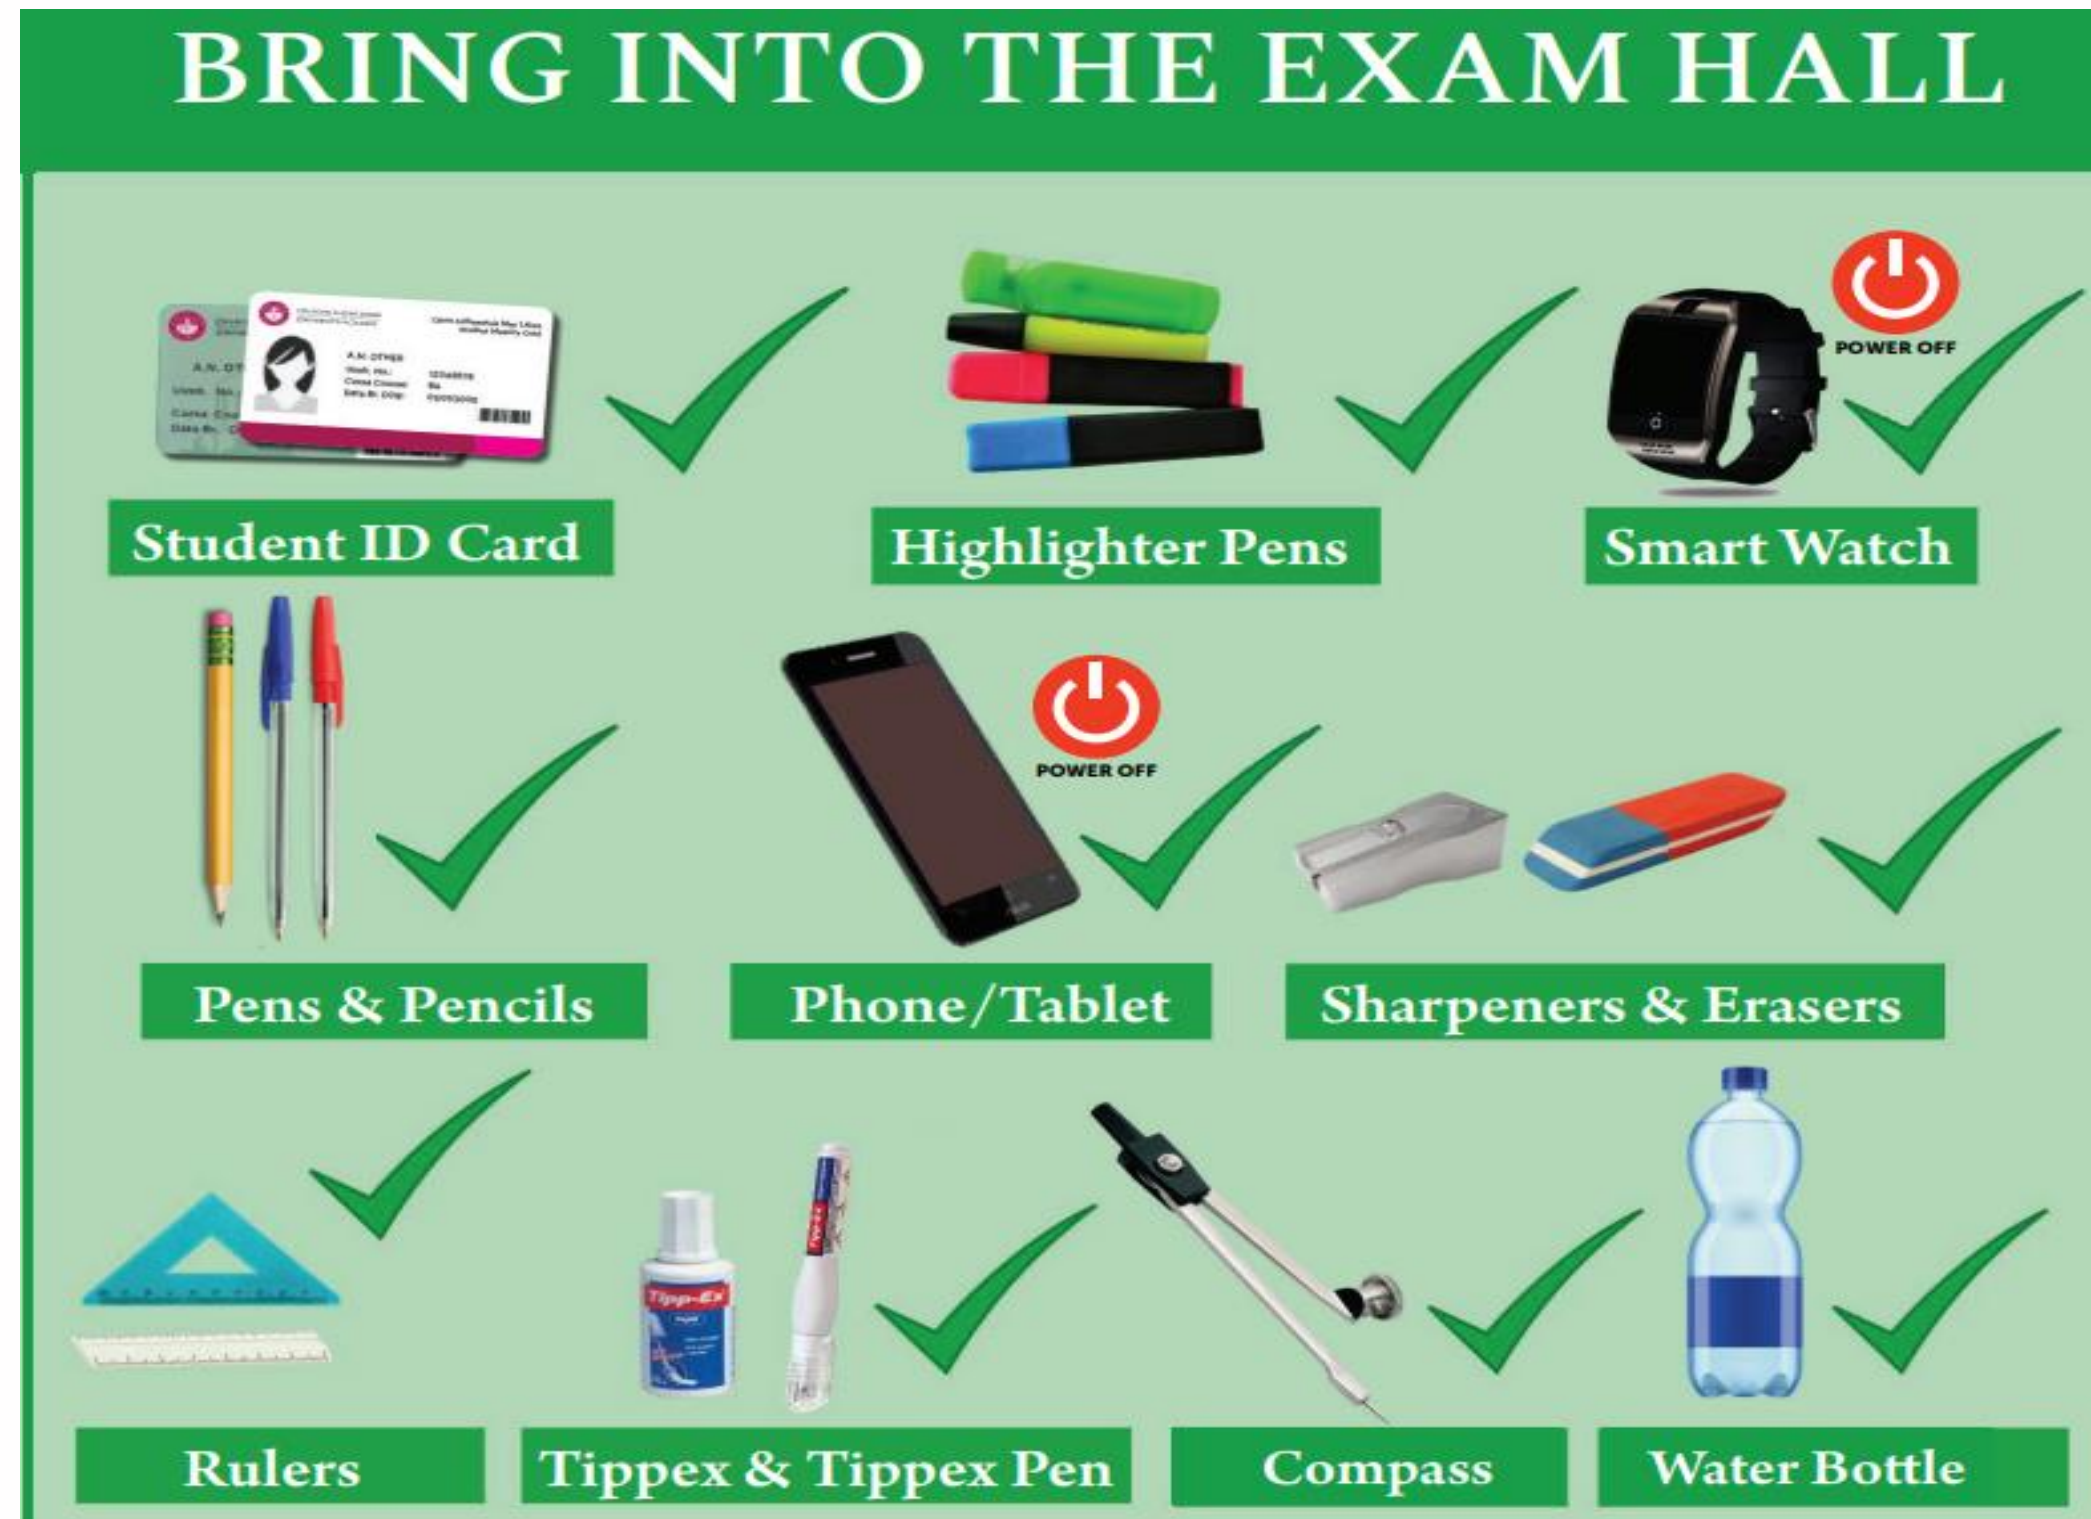 BRING INTO THE EXAM HALL
POWER OFF
Student ID Card
Highlighter Pens
Smart Watch
POWER OFF
Pens & Pencils
Phone/Tablet
Sharpeners & Erasers
Tipp-Ex
Rulers
Tippex & Tippex Pen
Compass
Water Bottle